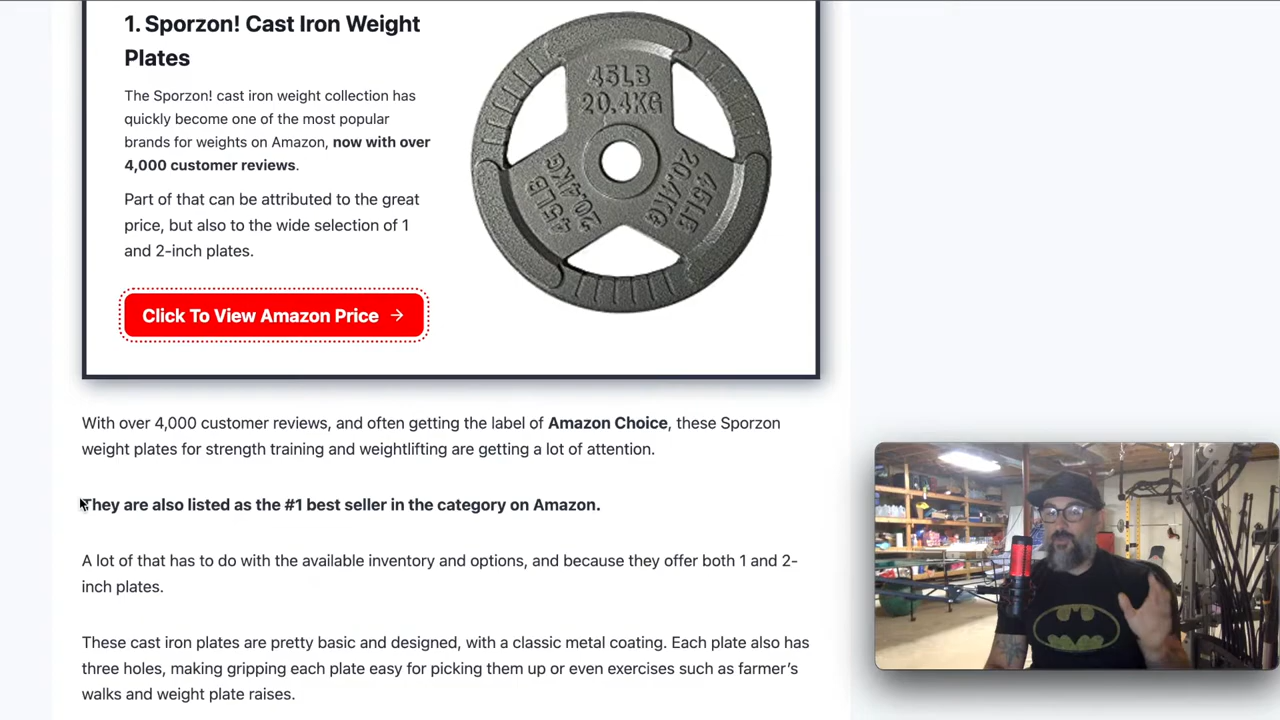 1. Sporzon! Cast Iron Weight
Plates
The Sporzon! cast iron weight collection has
quickly become one of the most popular
brands for weights on Amazon, now with over
4,000 customer reviews.
Part of that can be attributed to the great
price, but also to the wide selection of 1
and 2-inch plates.
Click To View Amazon Price →
45LB
20.4KG
45LB
20.4KG
45LB
20.4KG
With over 4,000 customer reviews, and often getting the label of Amazon Choice, these Sporzon
weight plates for strength training and weightlifting are getting a lot of attention.
They are also listed as the #1 best seller in the category on Amazon.
A lot of that has to do with the available inventory and options, and because they offer both 1 and 2-
inch plates.
These cast iron plates are pretty basic and designed, with a classic metal coating. Each plate also has
three holes, making gripping each plate easy for picking them up or even exercises such as farmer's
walks and weight plate raises.